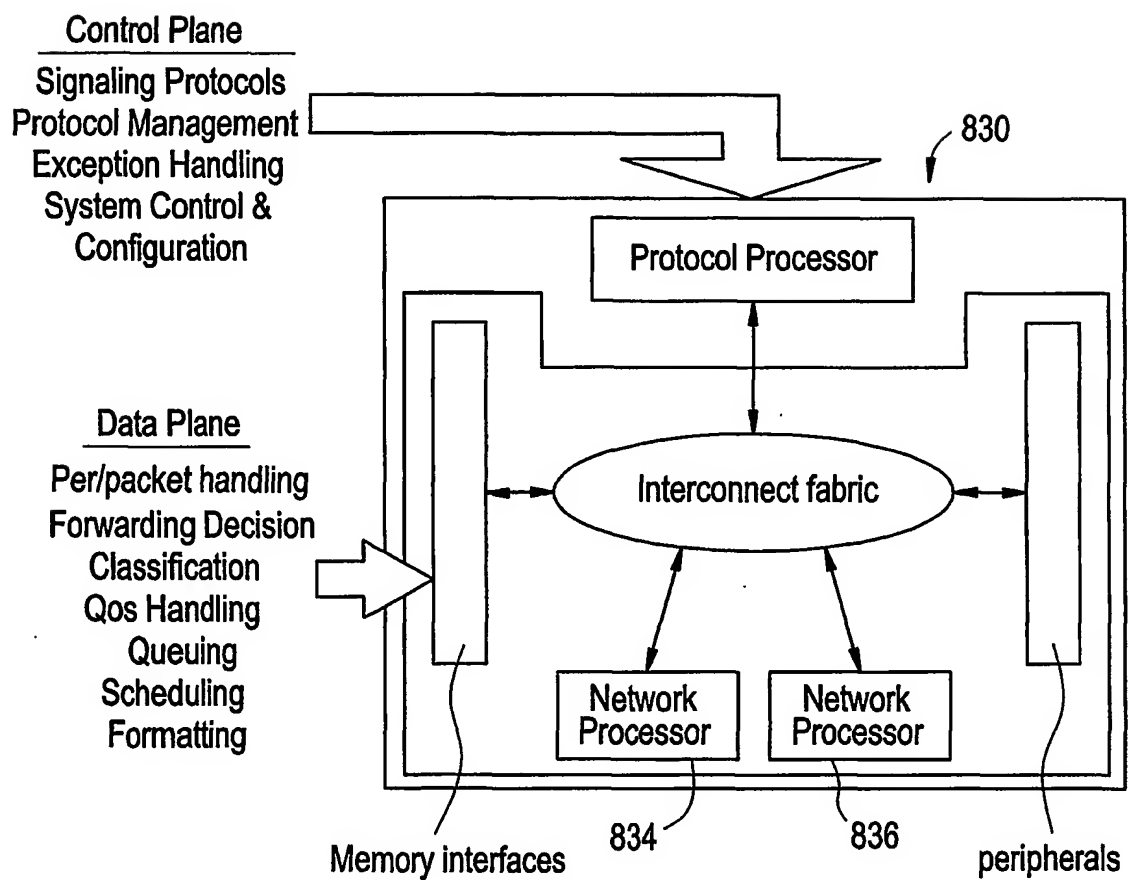 Control Plane
Signaling Protocols
Protocol Management
Exception Handling
System Control &
Configuration
830
Protocol Processor
Data Plane
Per/packet handling
Forwarding Decision
Classification
Qos Handling
Queuing
Scheduling
Formatting
Interconnect fabric
Network
Processor
Network
Processor
834
836
Memory interfaces
peripherals